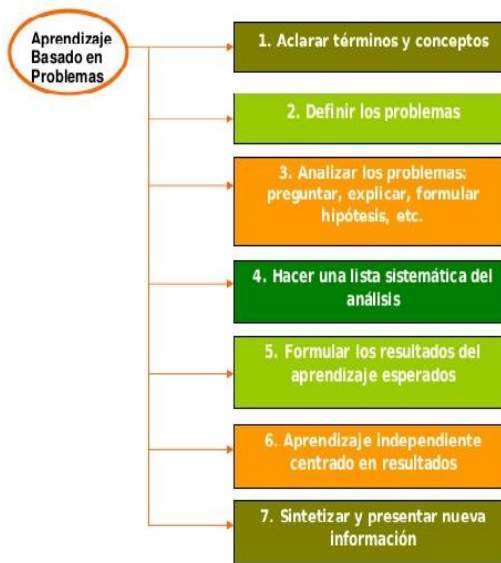 Aprendizaje
Basado en
Problemas
1. Aclarar términos y conceptos
2. Definir los problemas
3. Analizar los problemas:
preguntar, explicar, formular
hipótesis, etc.
4. Hacer una lista sistemática del
análisis
5. Formular los resultados del
aprendizaje esperados
6. Aprendizaje independiente
centrado en resultados
7. Sintetizar y presentar nueva
información